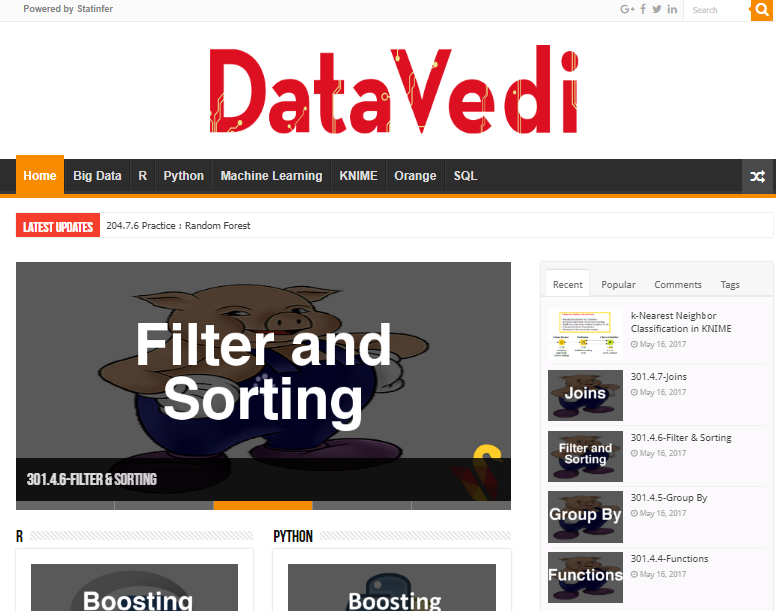 Powered by Statinfer
Search
DataVedi
Home Big Data R Python Machine Learning KNIME Orange SQL
LATEST UPDATES 204.7.6 Practice : Random Forest
Filter and
Sorting
301.4.6-FILTER & SORTING
R
Boosting
PYTHON
Boosting
Recent Popular Comments Tags
k-Nearest Neighbor
Classification in KNIME
May 16, 2017
Joins
301.4.7-Joins
May 16, 2017
Filter and
Sorting
301.4.6-Filter & Sorting
May 16, 2017
Group By
301.4.5-Group By
May 16, 2017
Functions
301.4.4-Functions
May 16, 2017